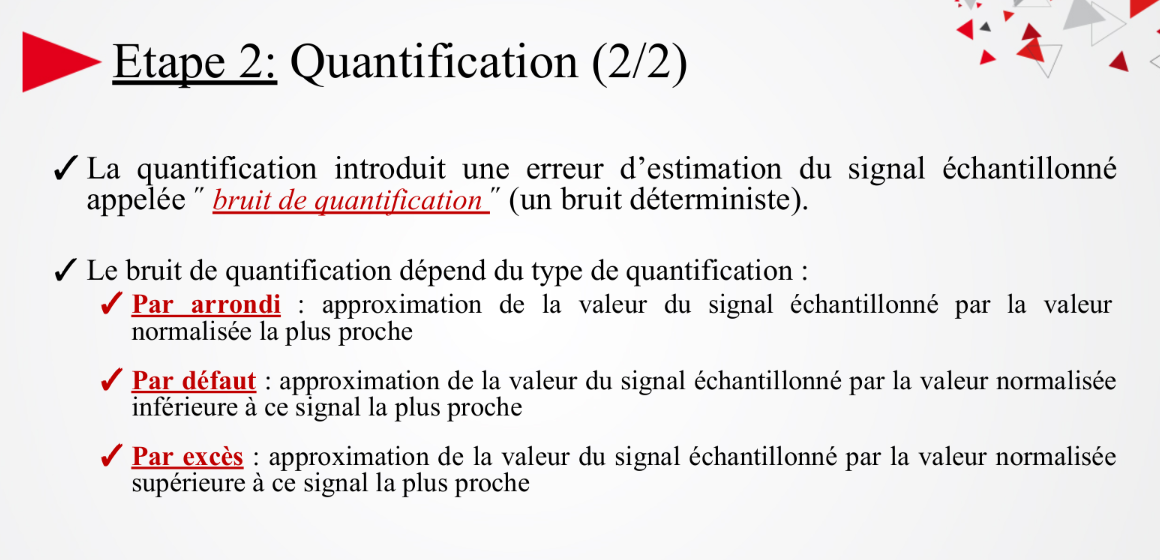 Etape 2: Quantification (2/2)
✓ La quantification introduit une erreur d’estimation du signal échantillonné
appelée " bruit de quantification " (un bruit déterministe).
✓ Le bruit de quantification dépend du type de quantification :
✓ Par arrondi : approximation de la valeur du signal échantillonné par la valeur
normalisée la plus proche
✓ Par défaut : approximation de la valeur du signal échantillonné par la valeur normalisée
inférieure à ce signal la plus proche
✓ Par excès : approximation de la valeur du signal échantillonné par la valeur normalisée
supérieure à ce signal la plus proche